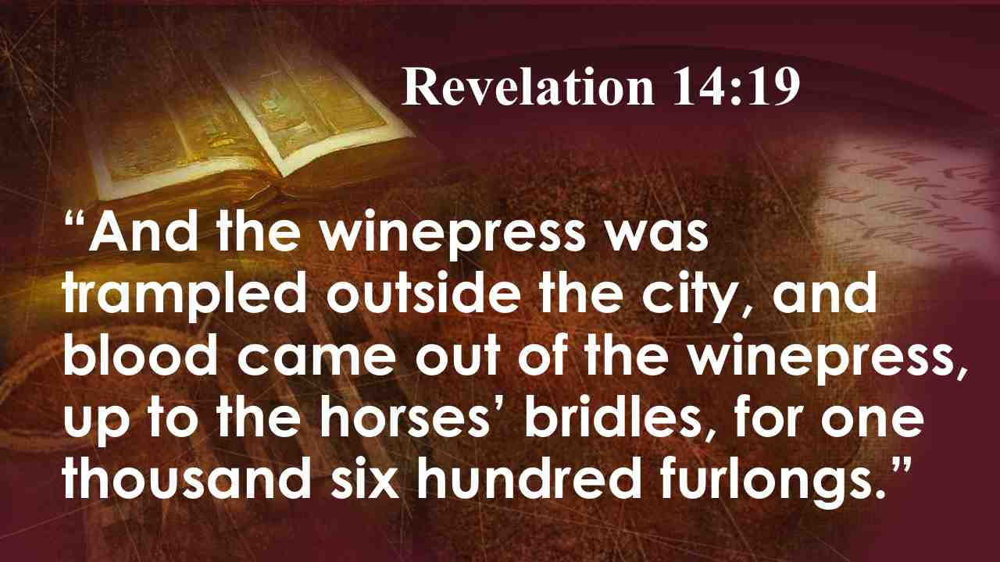 Revelation 14:19
“And the winepress was
trampled outside the city, and
blood came out of the winepress,
up to the horses’ bridles, for one
thousand six hundred furlongs.”